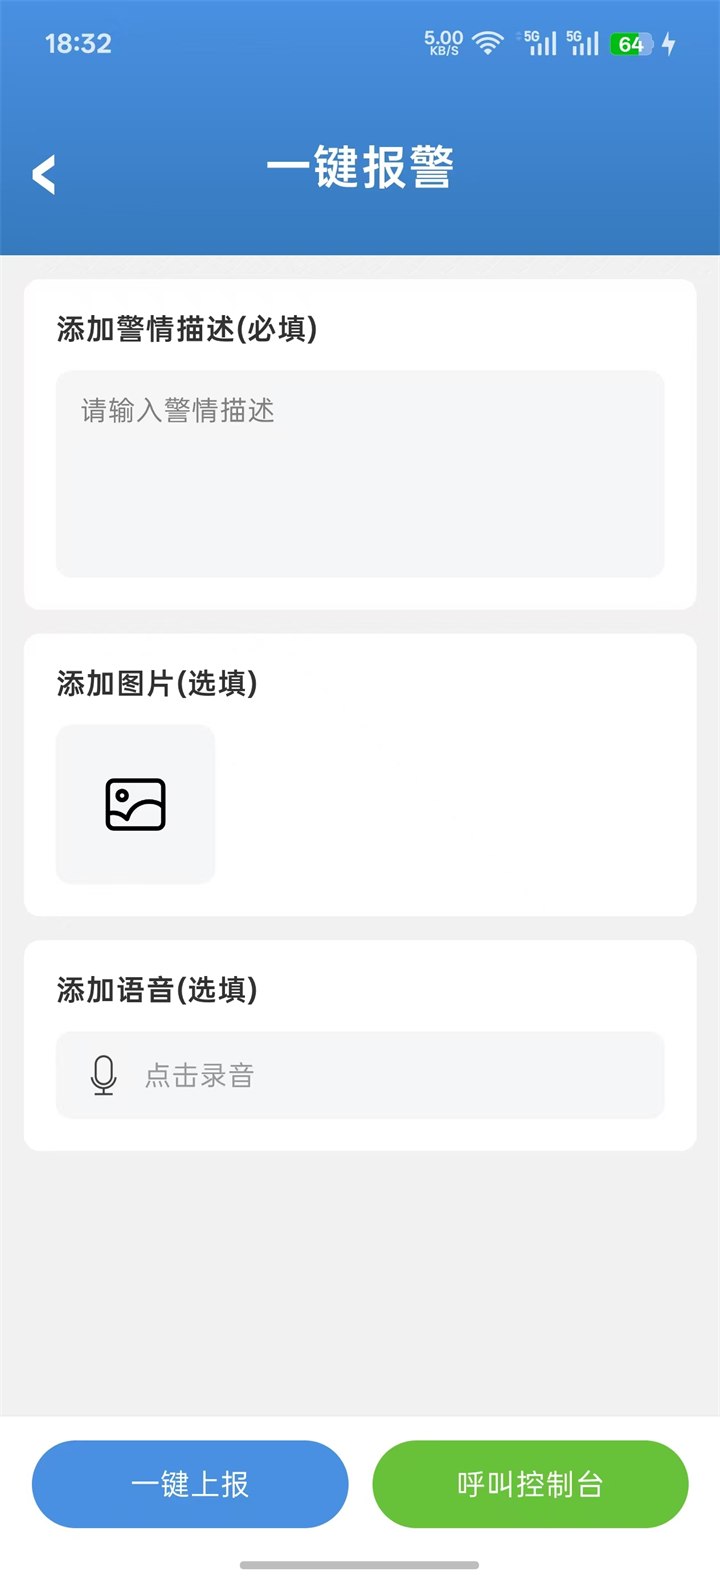 18:32
5.00
KB/S
5G
5G
64
一键报警
添加警情描述(必填)
请输入警情描述
添加图片(选填)
添加语音(选填)
点击录音
一键上报
呼叫控制台